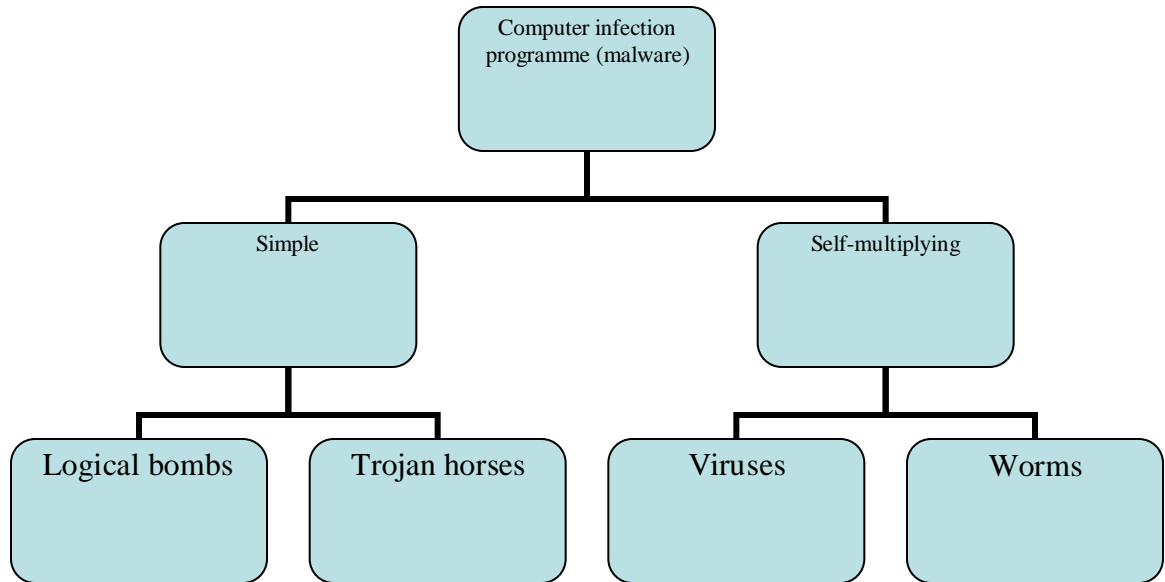 Computer infection
programme (malware)
Simple
Self-multiplying
Logical bombs
Trojan horses
Viruses
Worms